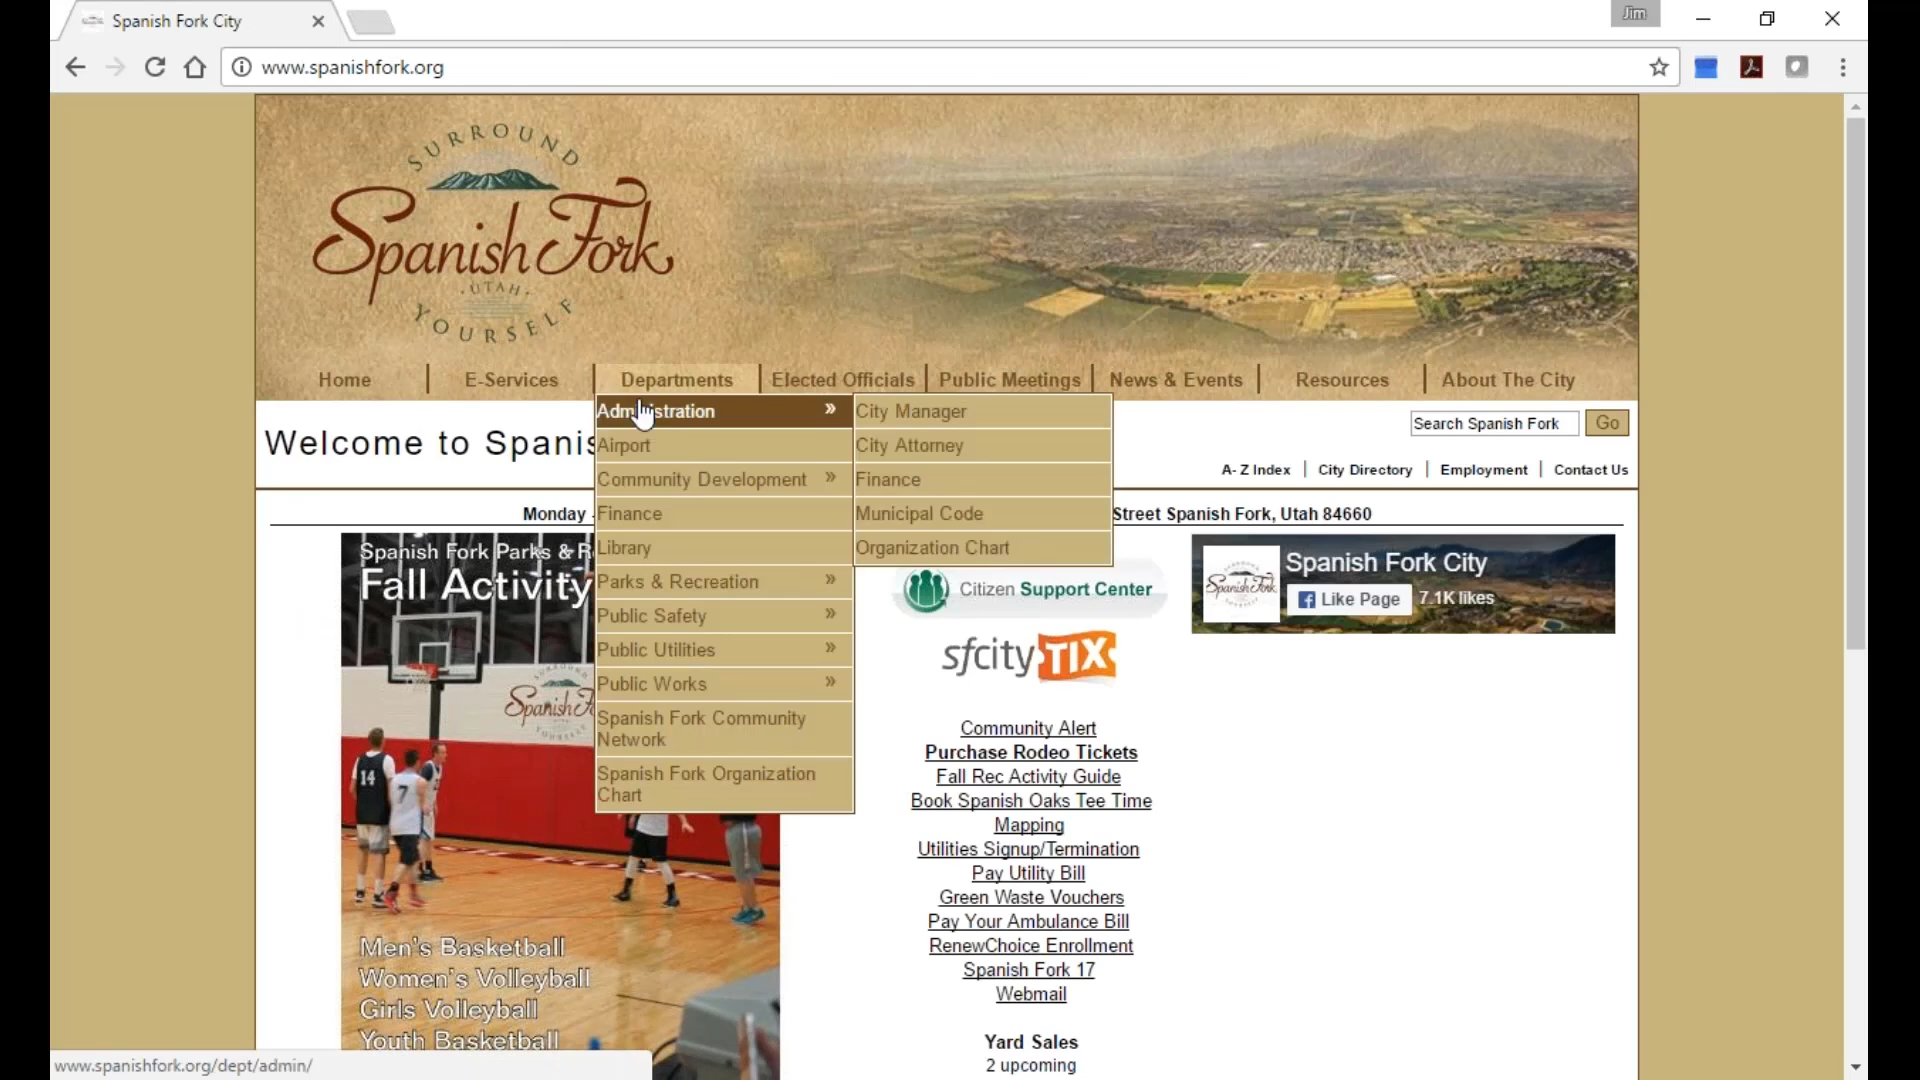 Spanish Fork City
Jim
www.spanishfork.org
SURROUND
Spanish Fork
UTAH
YOURSELF
Home
E-Services
Departments
Elected Officials
Public Meetings
News & Events
Resources
About The City
Administration »
City Manager
Airport
City Attorney
Community Development »
Finance
Finance
Municipal Code
Library
Organization Chart
Parks & Recreation »
Public Safety »
Public Utilities »
Public Works »
Spanish Fork Community
Network
Spanish Fork Organization
Chart
Welcome to Spanis
Search Spanish Fork
Go
A- Z Index
City Directory
Employment
Contact Us
Monday
Street Spanish Fork, Utah 84660
Spanish Fork Parks & R
Fall Activity
14
7
Men's Basketball
Women's Volleyball
Girls Volleyball
Youth Basketball
Citizen Support Center
sfcityTIX
Spanish Fork City
Spanish Fork
Like Page
7.1K likes
Community Alert
Purchase Rodeo Tickets
Fall Rec Activity Guide
Book Spanish Oaks Tee Time
Mapping
Utilities Signup/Termination
Pay Utility Bill
Green Waste Vouchers
Pay Your Ambulance Bill
RenewChoice Enrollment
Spanish Fork 17
Webmail
Yard Sales
2 upcoming
www.spanishfork.org/dept/admin/